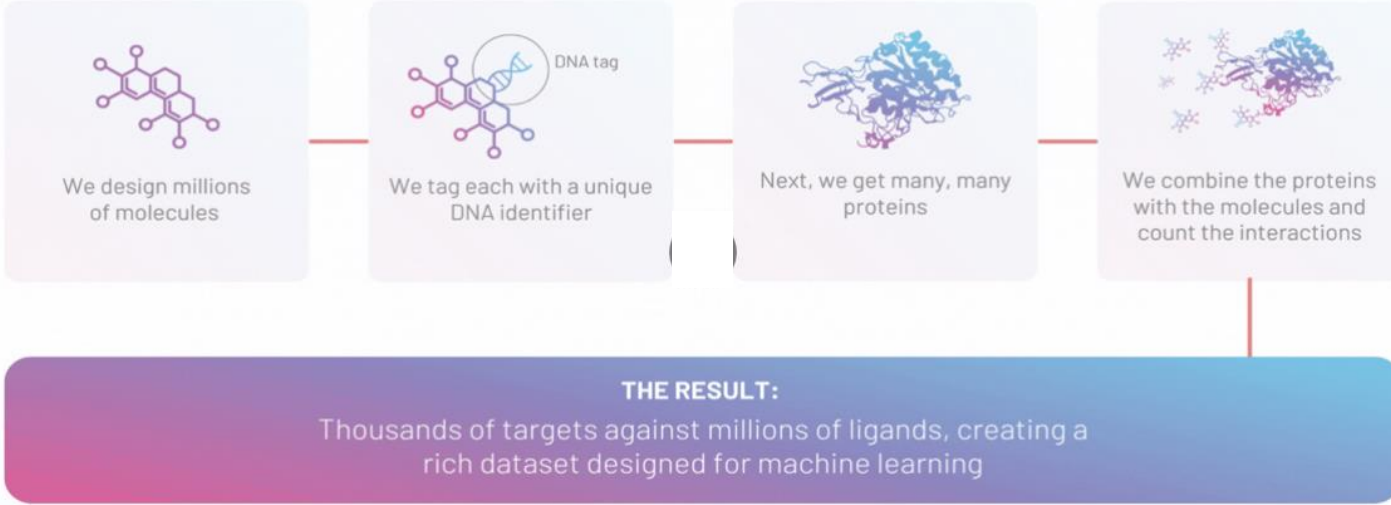 DNA tag
We design millions
of molecules
We tag each with a unique
DNA identifier
Next, we get many, many
proteins
We combine the proteins
with the molecules and
count the interactions
THE RESULT:
Thousands of targets against millions of ligands, creating a
rich dataset designed for machine learning